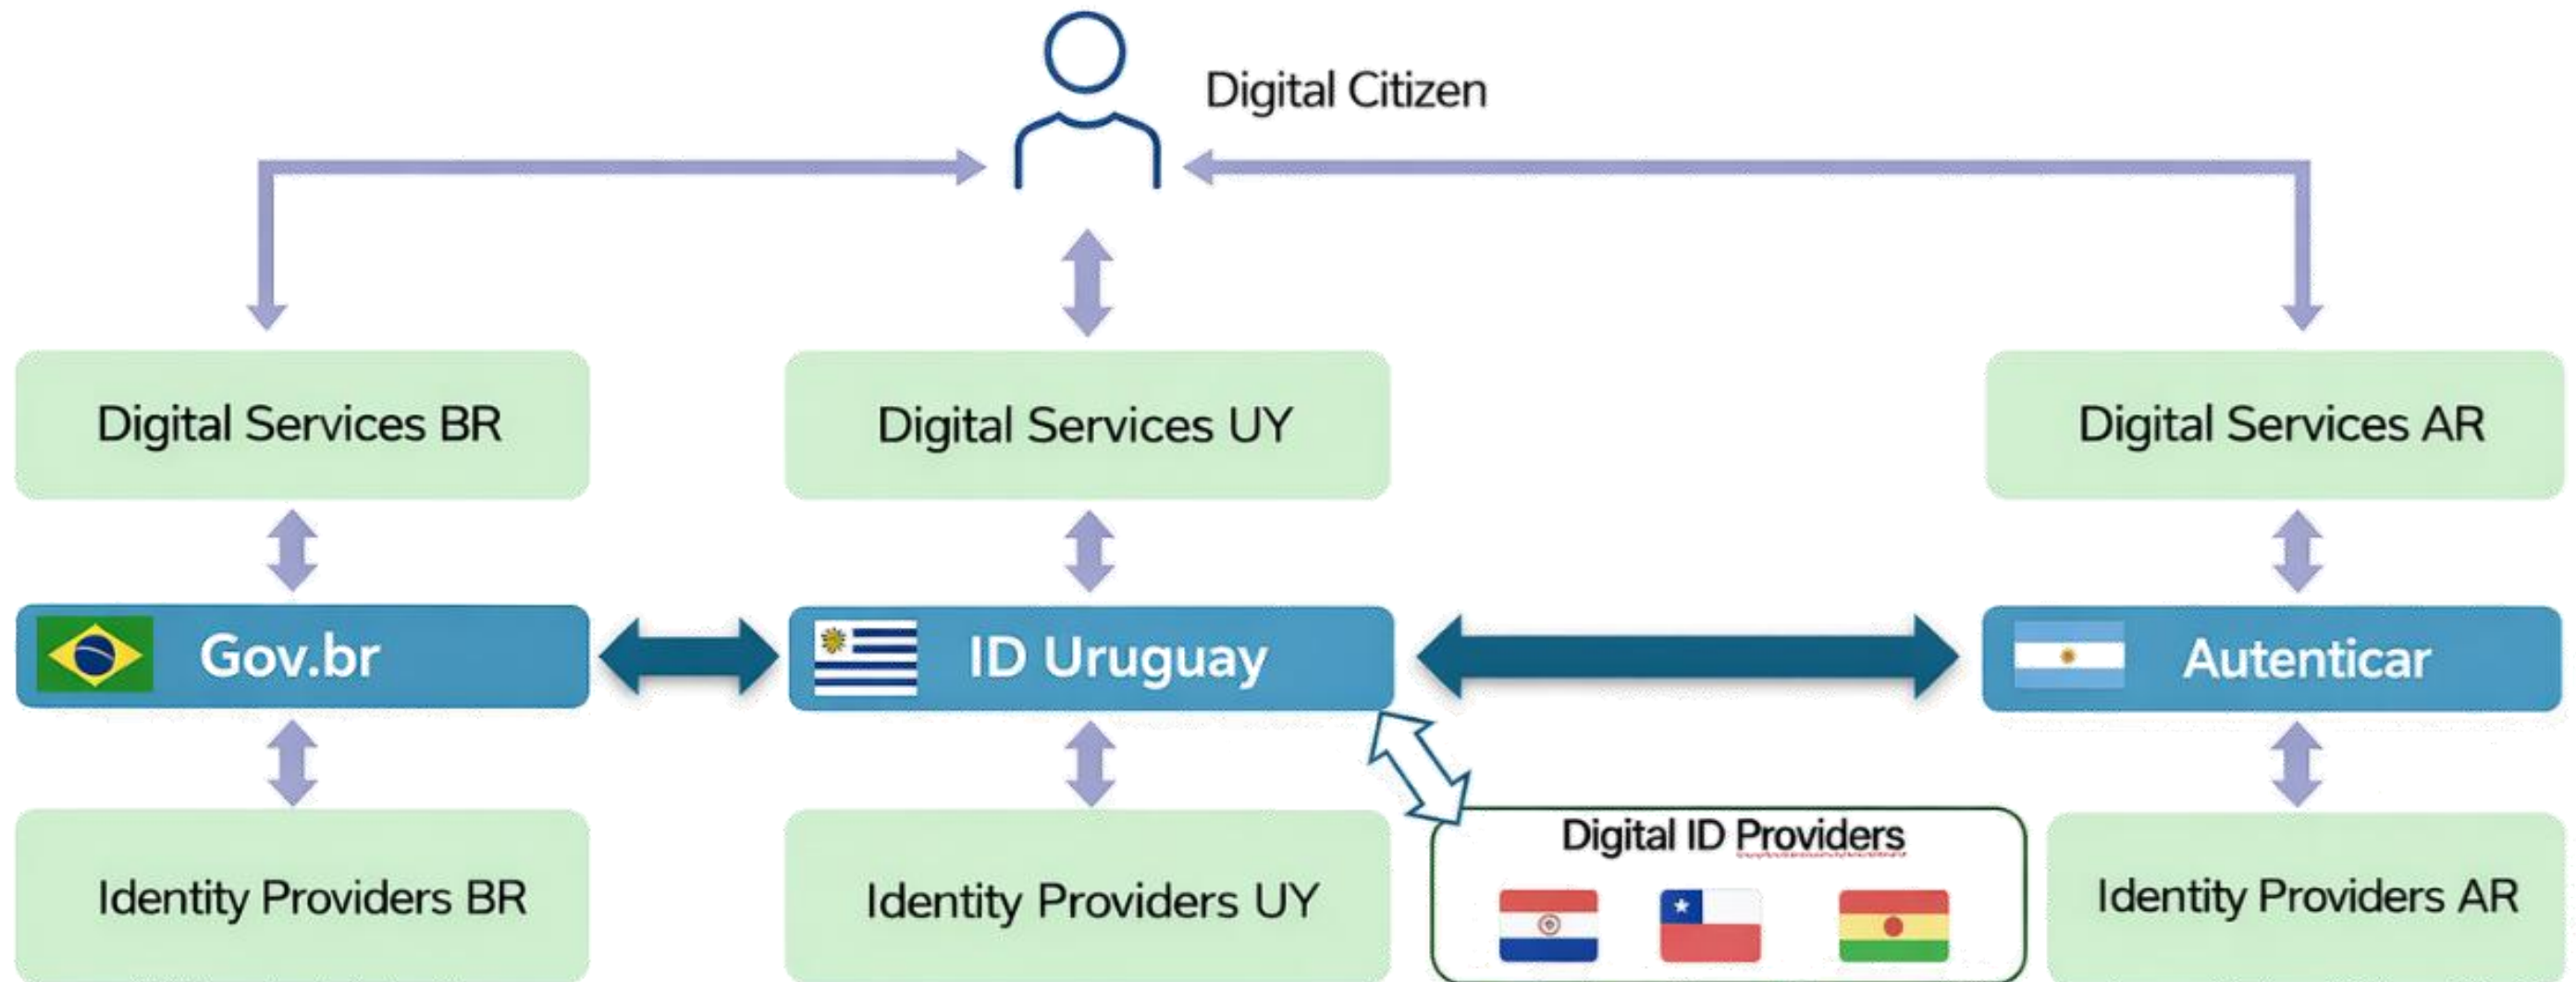 Digital Citizen
Digital Services BR
Digital Services UY
Digital Services AR
Gov.br
ID Uruguay
Autenticar
Digital ID Providers
Identity Providers BR
Identity Providers UY
Identity Providers AR